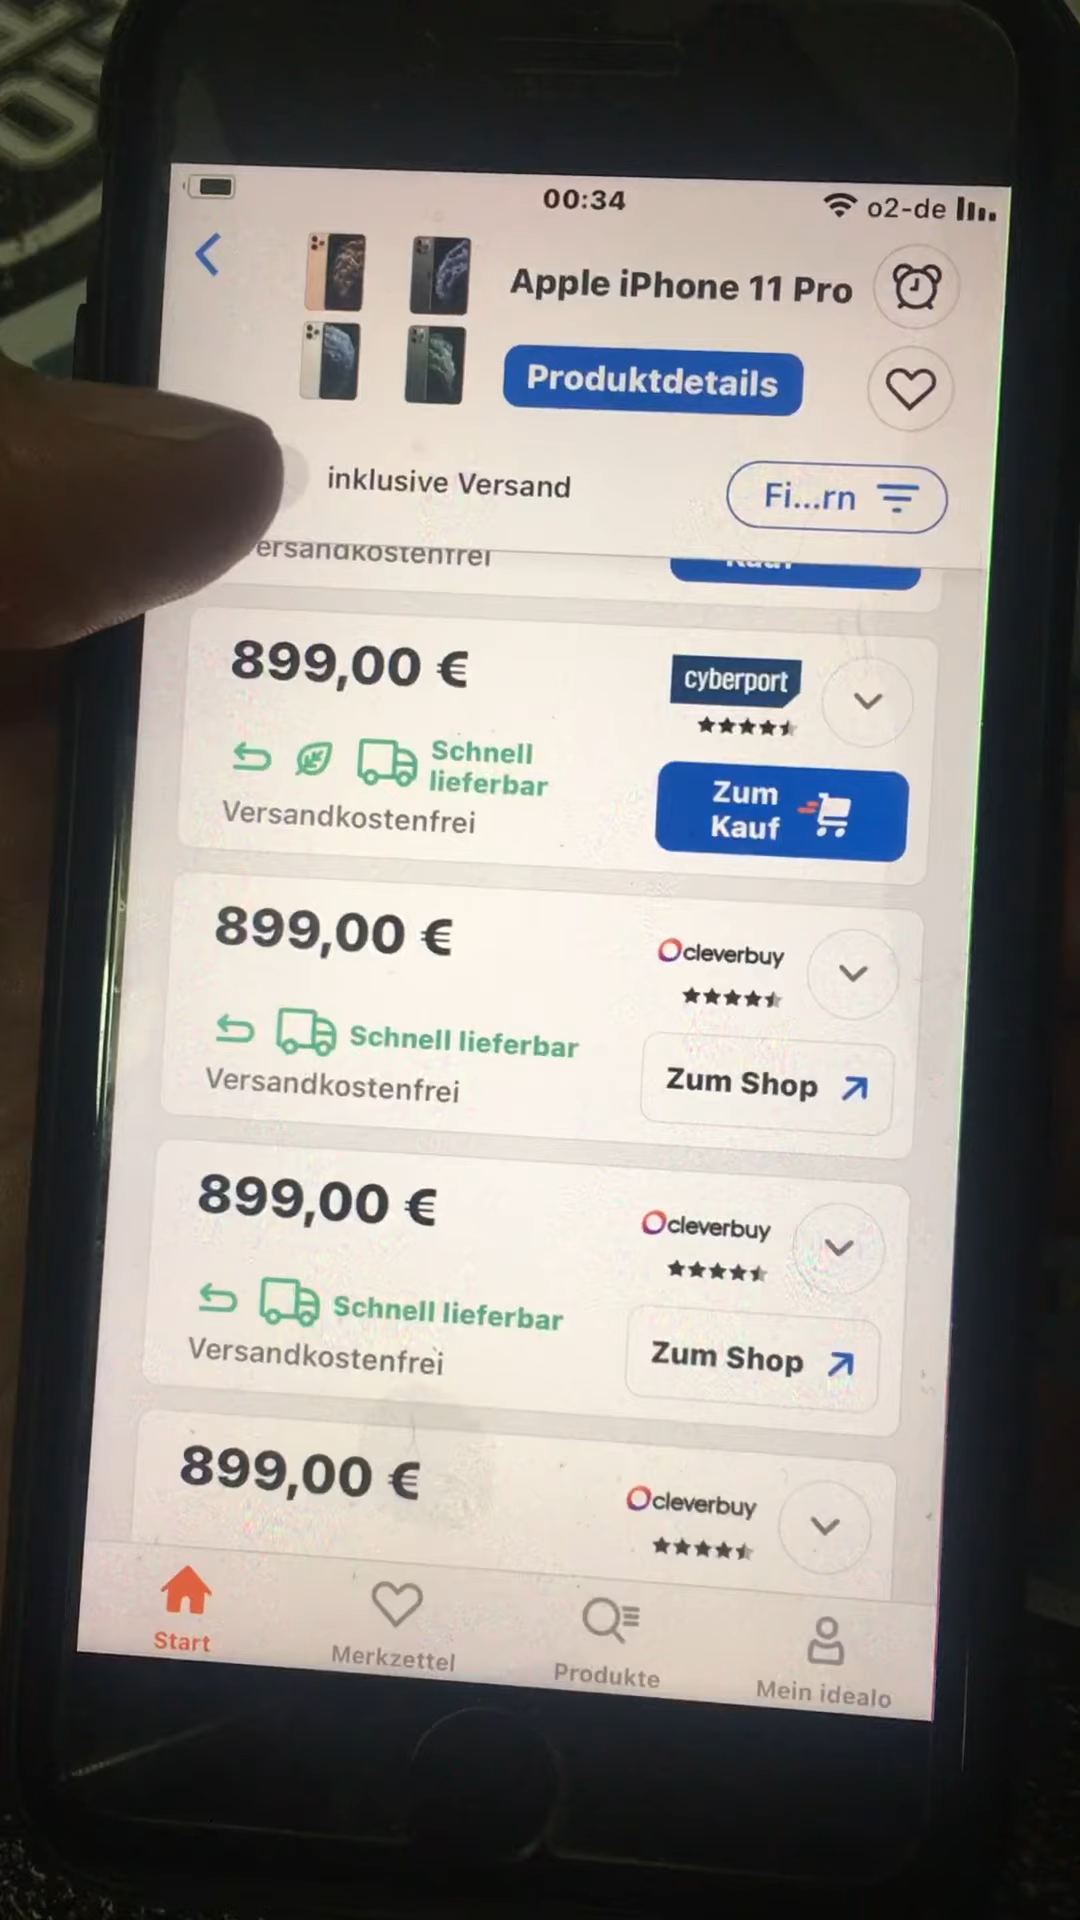 00:34
o2-de
Apple iPhone 11 Pro
Produktdetails
inklusive Versand
Fi...rn
ersandkostenfrei
Kauf
899,00 €
cyberport
Schnell
lieferbar
Versandkostenfrei
Zum
Kauf
899,00 €
cleverbuy
Schnell lieferbar
Versandkostenfrei
Zum Shop
899,00 €
cleverbuy
Schnell lieferbar
Versandkostenfrei
Zum Shop
899,00 €
cleverbuy
Start
Merkzettel
Produkte
Mein idealo